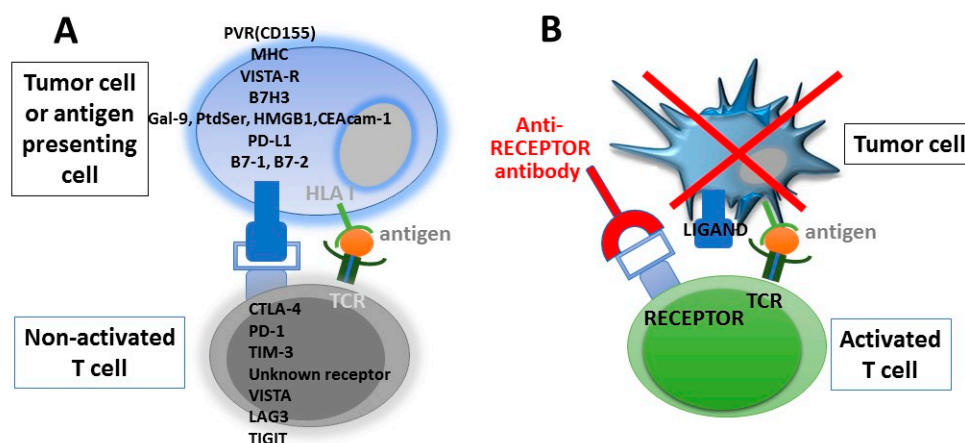 A
PVR(CD155)
MHC
VISTA-R
B7H3
Gal-9, PtdSer, HMGB1,CEAcam-1
PD-L1
B7-1, B7-2
Tumor cell
or antigen
presenting
cell
HLA I
antigen
TCR
CTLA-4
PD-1
TIM-3
Unknown receptor
VISTA
LAG3
TIGIT
Non-activated
T cell
B
Anti-
RECEPTOR
antibody
Tumor cell
LIGAND
antigen
TCR
RECEPTOR
Activated
T cell